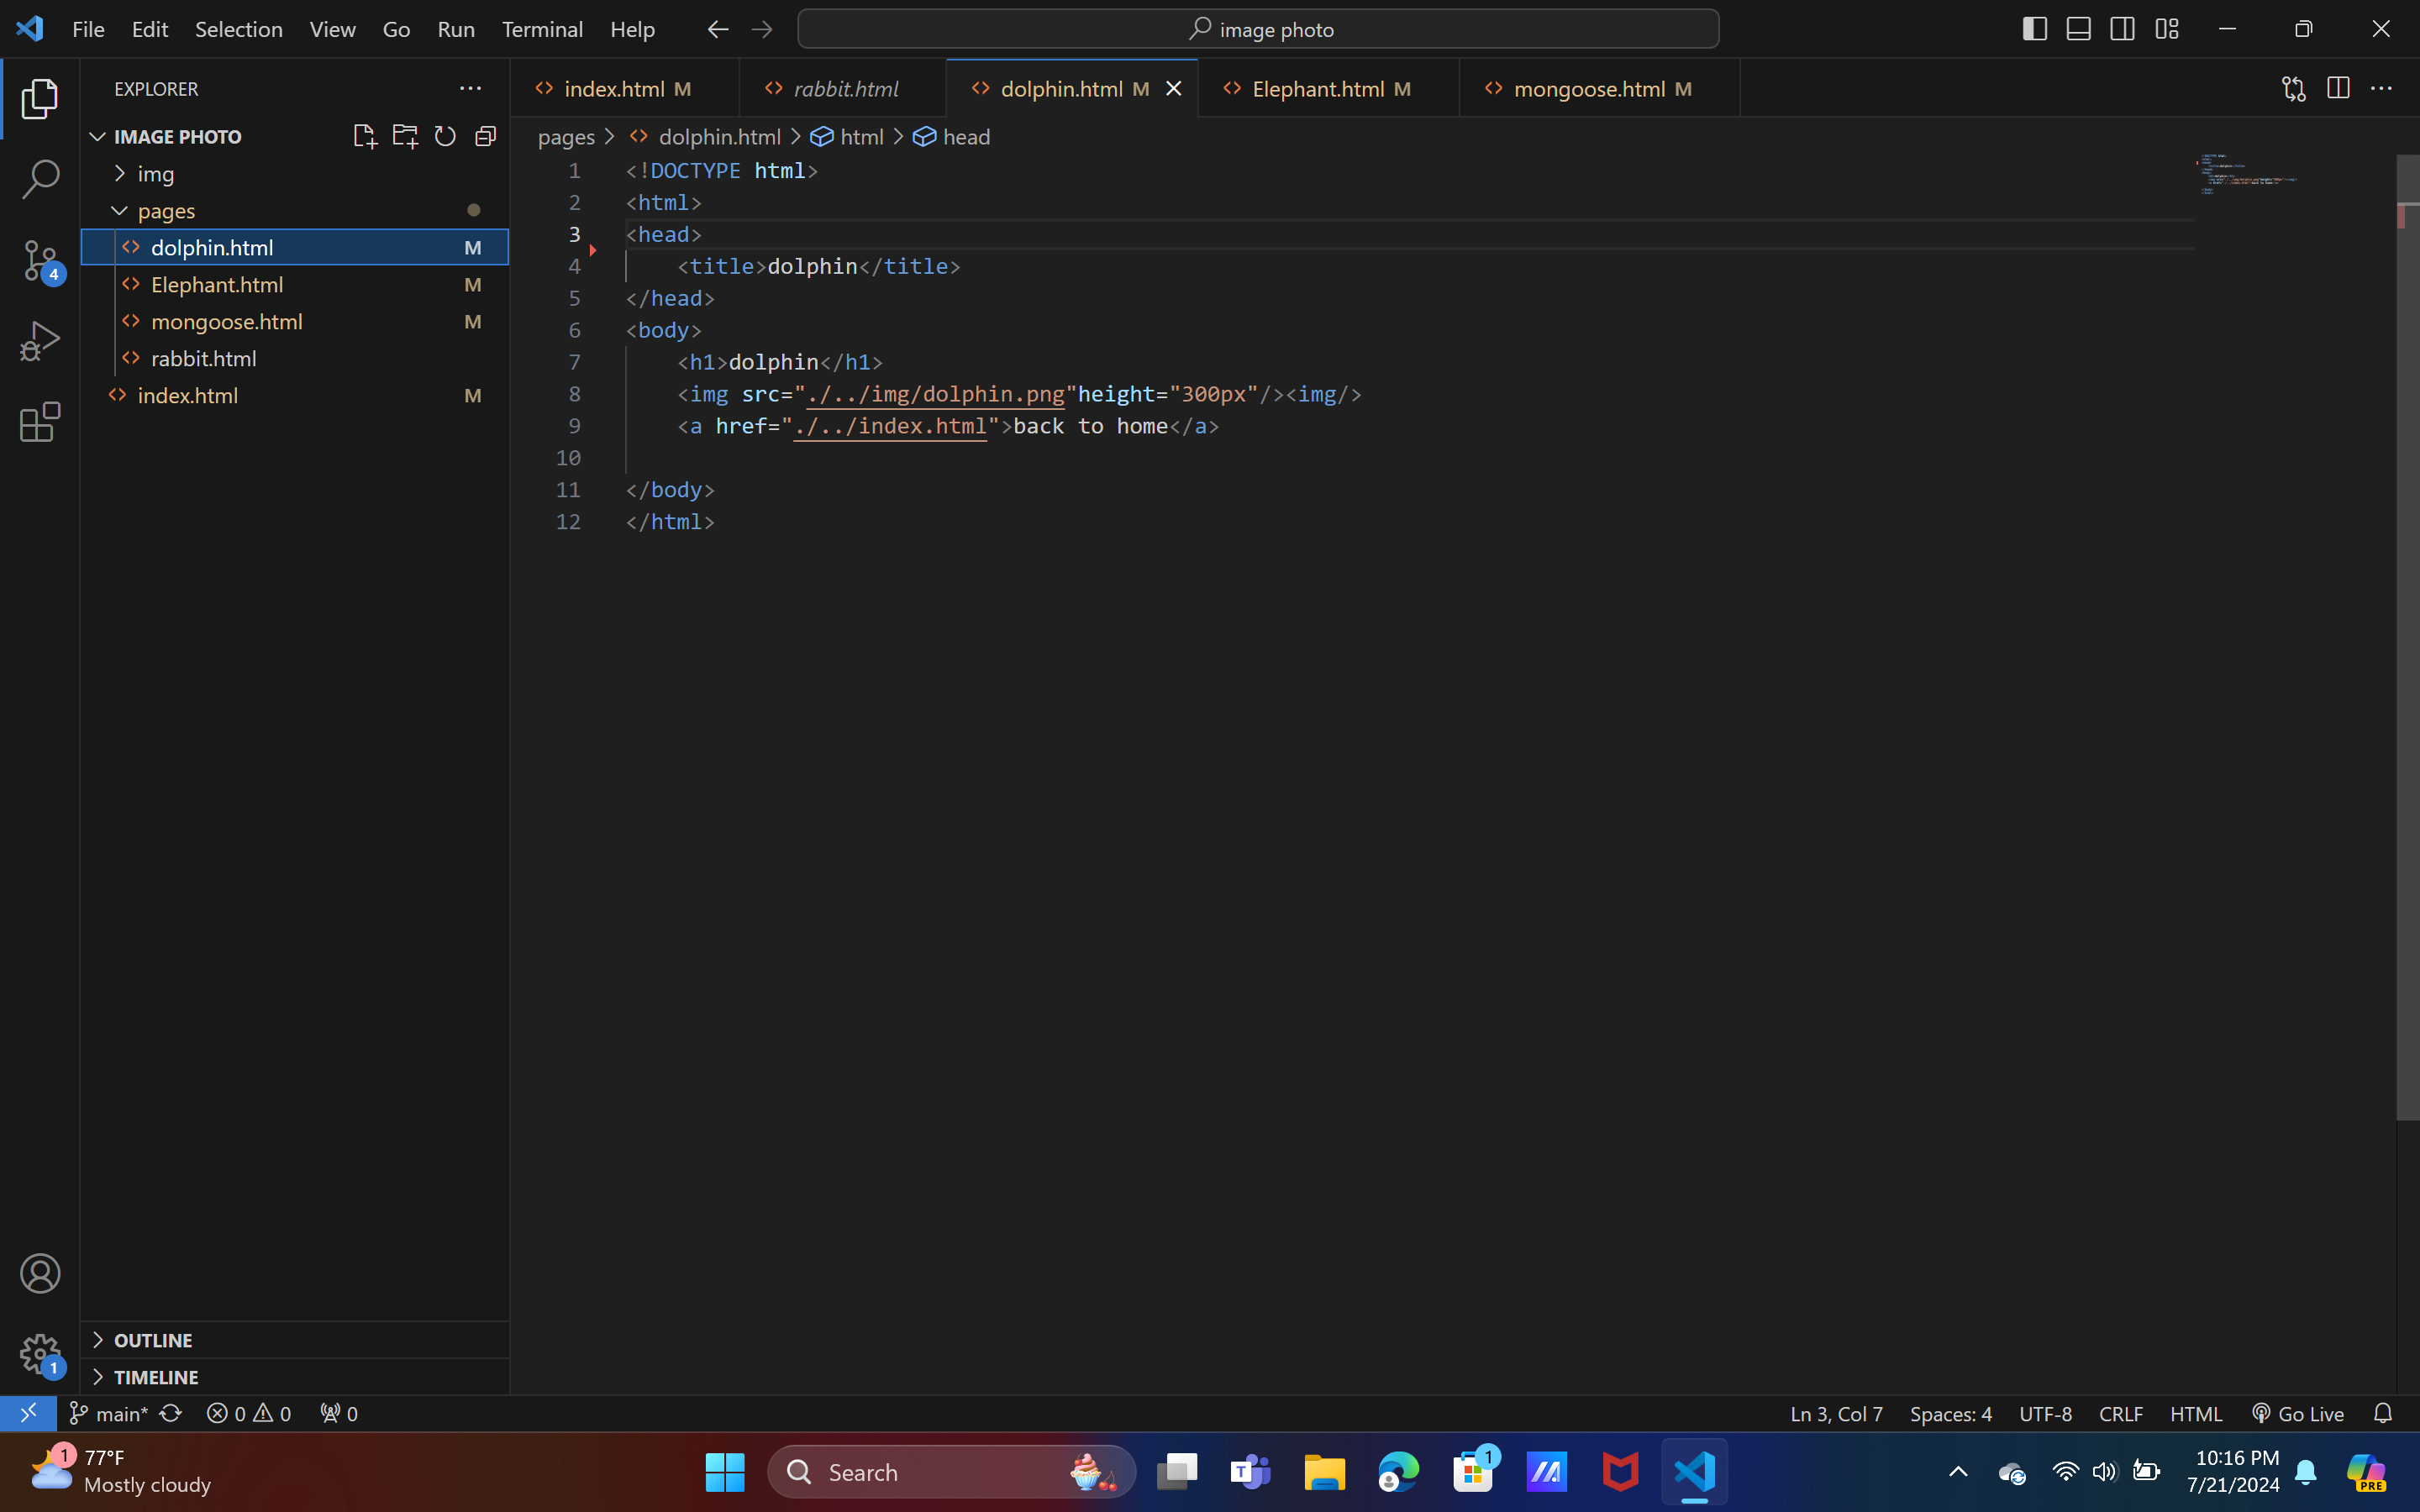 File Edit Selection View Go Run Terminal Help
image photo
EXPLORER
IMAGE PHOTO
img
pages
dolphin.html M
Elephant.html M
mongoose.html M
rabbit.html
index.html M
4
1
OUTLINE
TIMELINE
index.html M rabbit.html dolphin.html M Elephant.html M mongoose.html M
pages > dolphin.html > html > head
1 <!DOCTYPE html>
2 <html>
3 <head>
4 <title>dolphin</title>
5 </head>
6 <body>
7 <h1>dolphin</h1>
8 <img src="./../img/dolphin.png"height="300px"/><img/>
9 <a href="./../index.html">back to home</a>
10
11 </body>
12 </html>
main* 0 0 0
Ln 3, Col 7 Spaces: 4 UTF-8 CRLF HTML Go Live
1
77°F
Mostly cloudy
Search
T
1
10:16 PM
7/21/2024
PRE